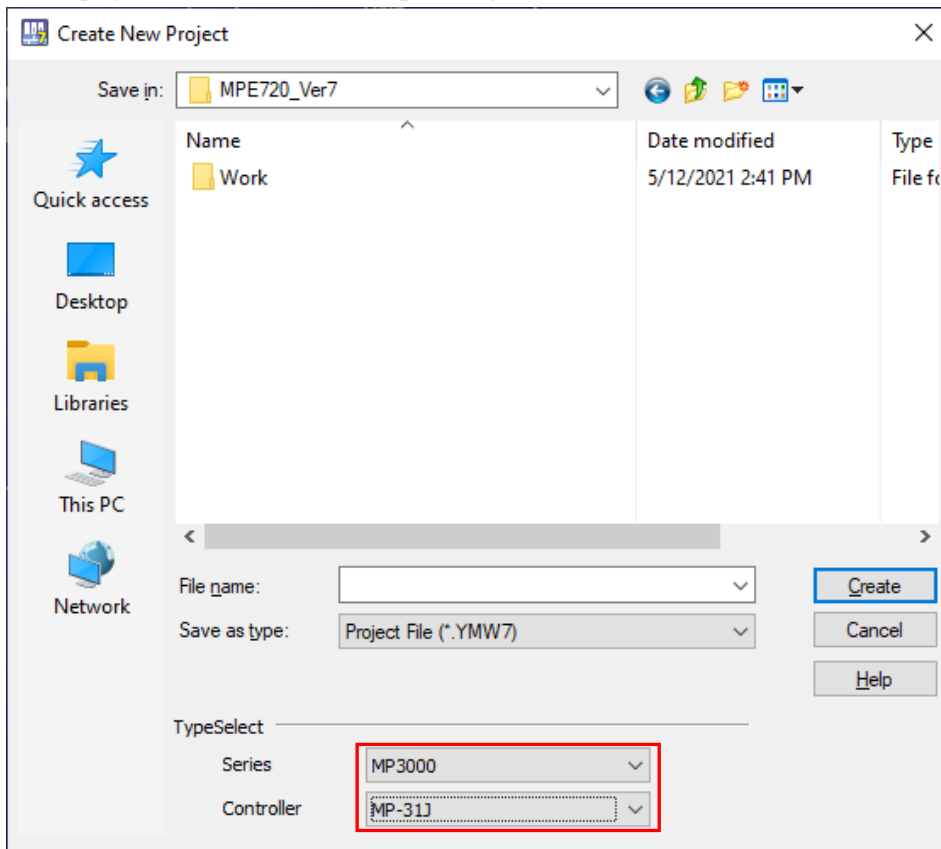 Create New Project
Save in: MPE720_Ver7
Name Date modified Type
Work 5/12/2021 2:41 PM File fo
Quick access
Desktop
Libraries
This PC
Network
File name: Create
Save as type: Project File (*.YMW7) Cancel
Help
TypeSelect
Series MP3000
Controller MP-31J